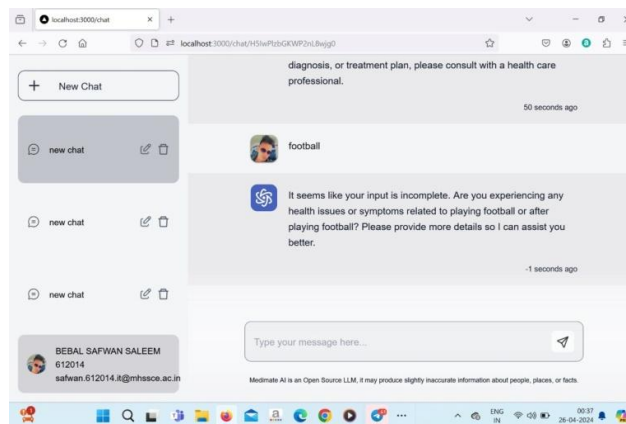 localhost:3000/chat
localhost:3000/chat/H5IwPlzbGKWP2nLBwjg0
New Chat
new chat
new chat
new chat
BEBAL SAFWAN SALEEM
612014
safwan.612014.it@mhssce.ac.in
diagnosis, or treatment plan, please consult with a health care
professional.
50 seconds ago
football
It seems like your input is incomplete. Are you experiencing any
health issues or symptoms related to playing football or after
playing football? Please provide more details so I can assist you
better.
-1 seconds ago
Type your message here...
Medimate AI is an Open Source LLM, it may produce slightly inaccurate information about people, places, or facts.
ENG
IN
00:37
26-04-2024